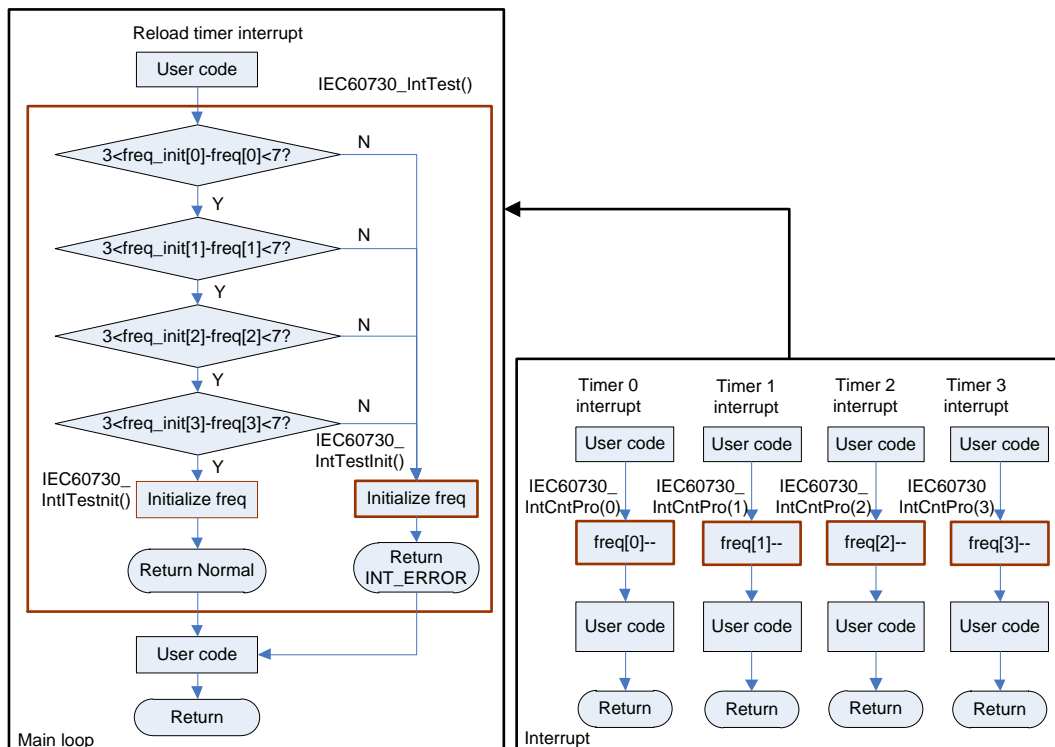 Reload timer interrupt
User code
IEC60730_IntTest()
3<freq_init[0]-freq[0]<7?
N
Y
3<freq_init[1]-freq[1]<7?
N
Y
3<freq_init[2]-freq[2]<7?
N
Y
3<freq_init[3]-freq[3]<7?
N
Y
IEC60730_
IntITestnit()
IEC60730_
IntTestInit()
Initialize freq
Initialize freq
Return Normal
Return
INT_ERROR
User code
Return
Main loop
Timer 0
interrupt
Timer 1
interrupt
Timer 2
interrupt
Timer 3
interrupt
User code
User code
User code
User code
IEC60730_
IntCntPro(0)
IEC60730_
IntCntPro(1)
IEC60730_
IntCntPro(2)
IEC60730
IntCntPro(3)
freq[0]--
freq[1]--
freq[2]--
freq[3]--
User code
User code
User code
User code
Return
Return
Return
Return
Interrupt